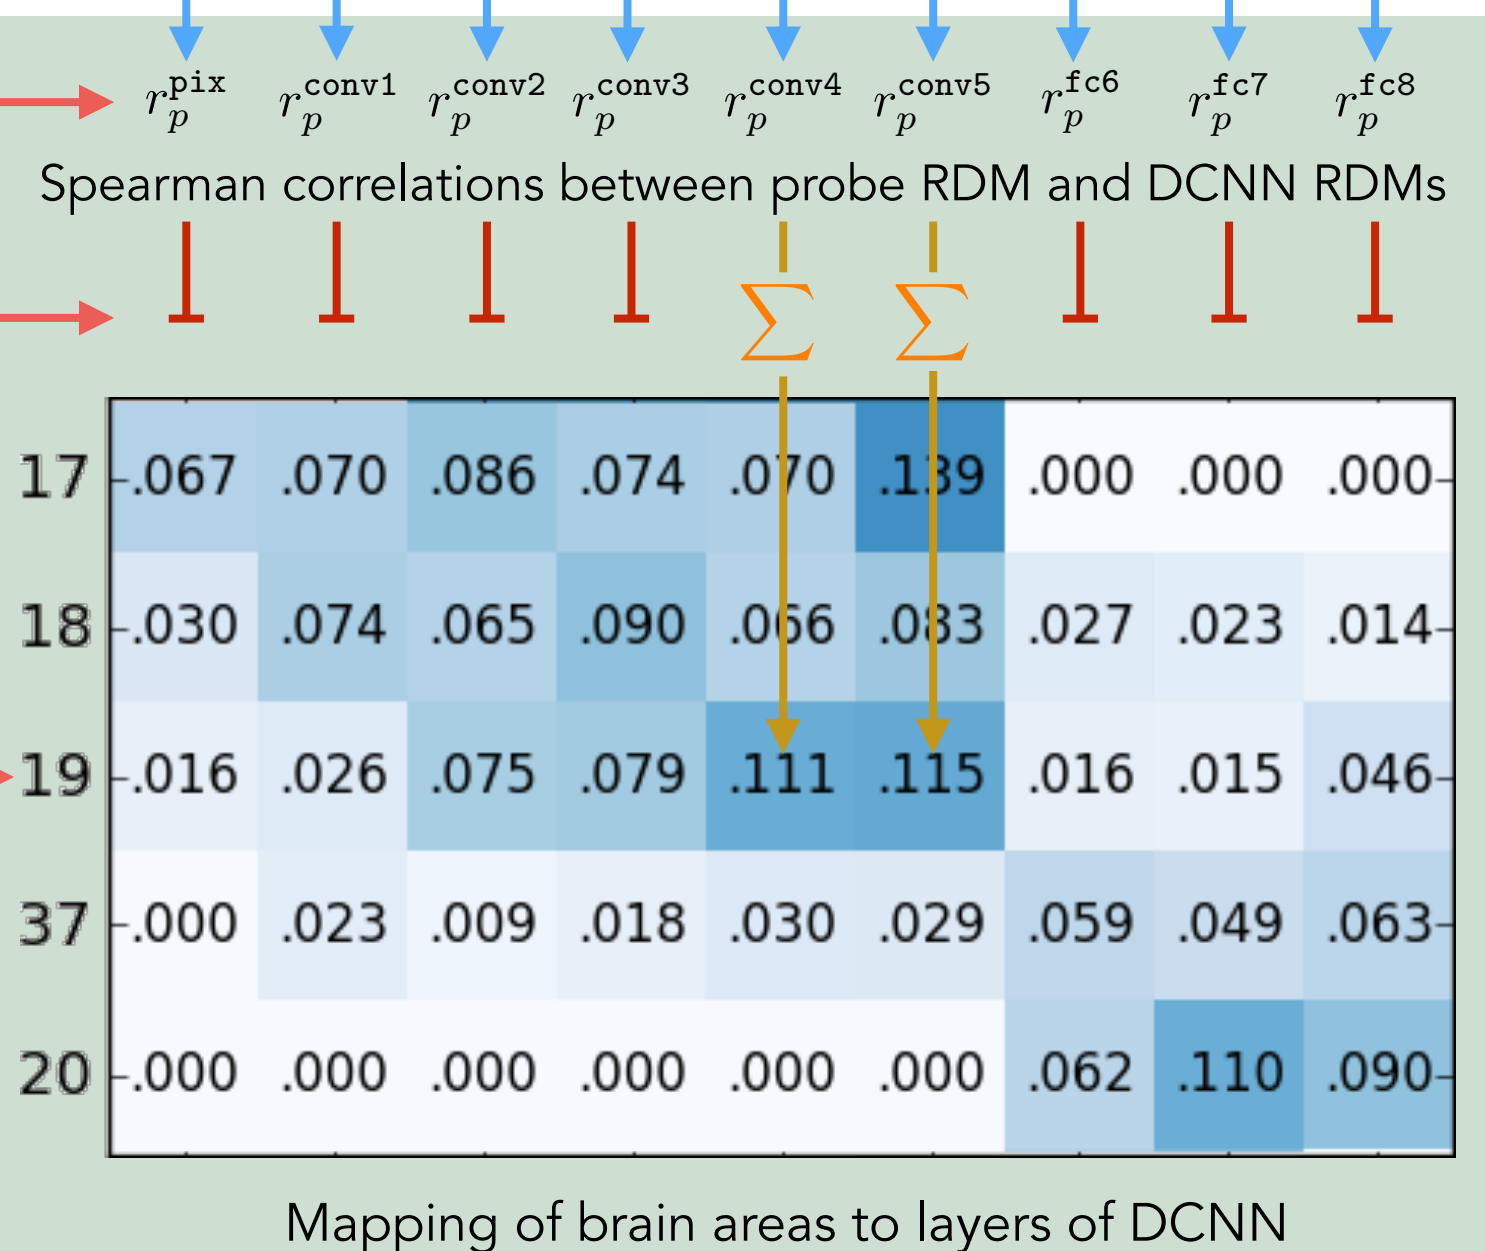 r_p^pix r_p^conv1 r_p^conv2 r_p^conv3 r_p^conv4 r_p^conv5 r_p^fc6 r_p^fc7 r_p^fc8
Spearman correlations between probe RDM and DCNN RDMs
∑ ∑
17 .067 .070 .086 .074 .070 .139 .000 .000 .000
18 .030 .074 .065 .090 .066 .083 .027 .023 .014
19 .016 .026 .075 .079 .111 .115 .016 .015 .046
37 .000 .023 .009 .018 .030 .029 .059 .049 .063
20 .000 .000 .000 .000 .000 .000 .062 .110 .090
Mapping of brain areas to layers of DCNN